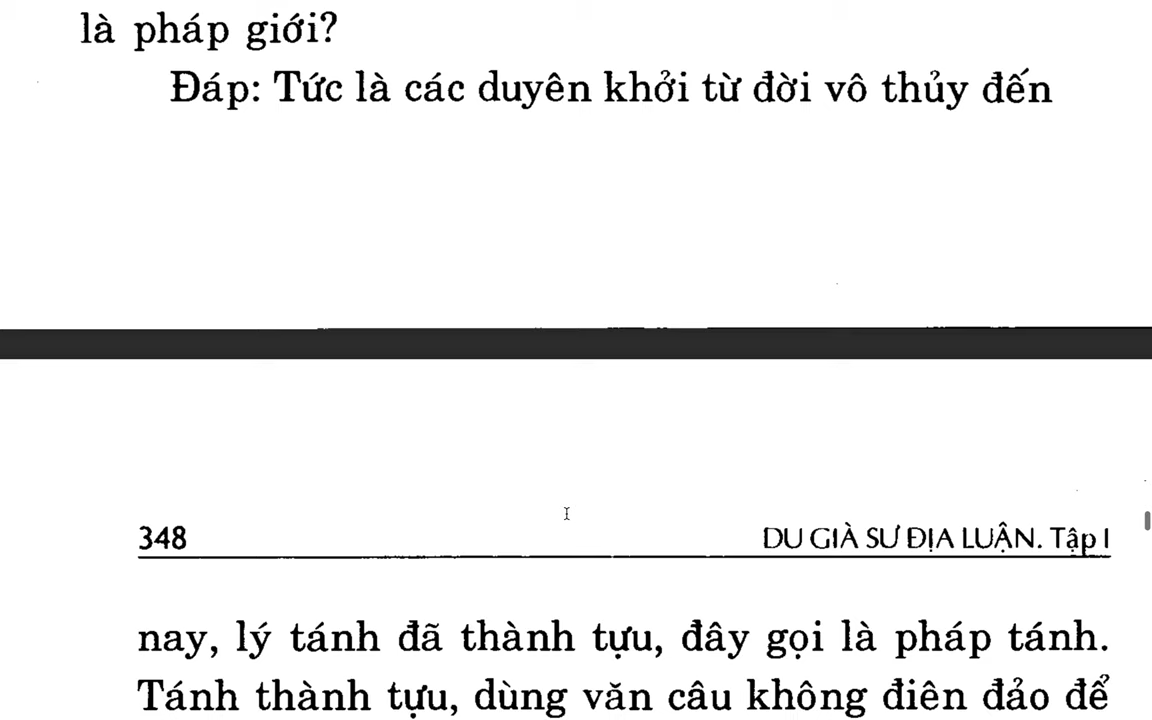 là pháp giới?
Đáp: Tức là các duyên khởi từ đời vô thủy đến
348 DU GIÀ SƯ ĐỊA LUẬN. Tập I
nay, lý tánh đã thành tựu, đây gọi là pháp tánh.
Tánh thành tựu, dùng văn câu không điên đảo để